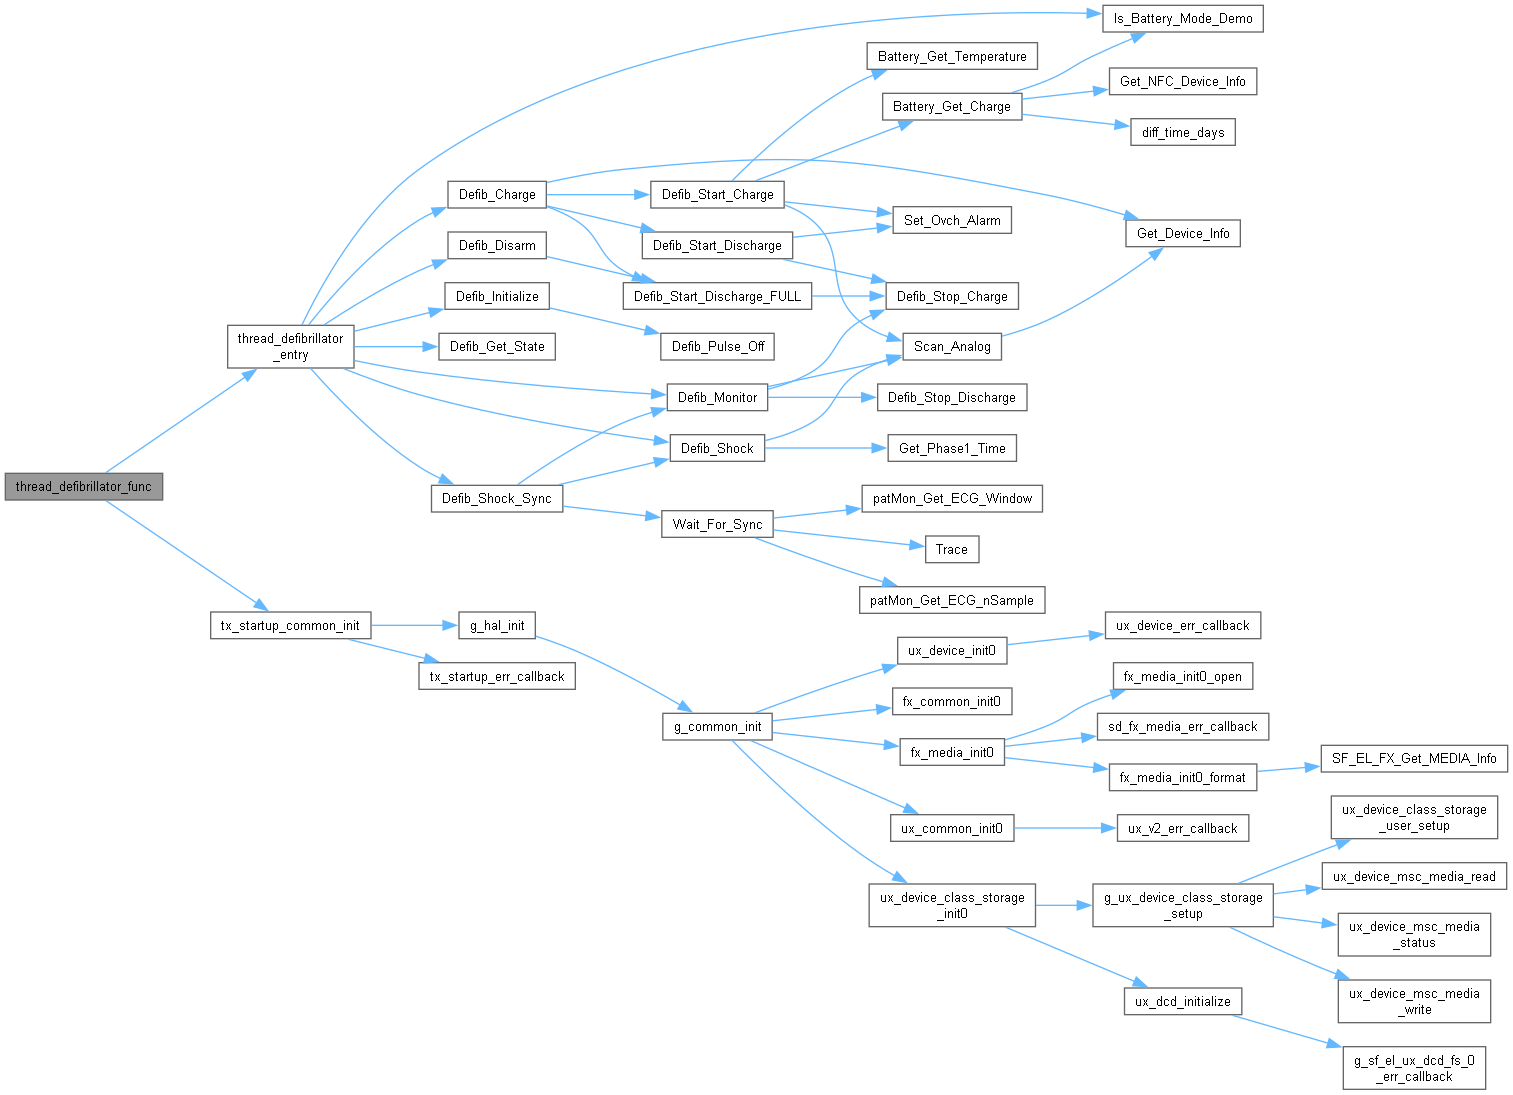 Is_Battery_Mode_Demo
Battery_Get_Temperature
Get_NFC_Device_Info
Battery_Get_Charge
diff_time_days
Defib_Charge
Defib_Start_Charge
Set_Ovch_Alarm
Get_Device_Info
Defib_Disarm
Defib_Start_Discharge
Defib_Initialize
Defib_Start_Discharge_FULL
Defib_Stop_Charge
thread_defibrillator
_entry
Defib_Get_State
Defib_Pulse_Off
Scan_Analog
Defib_Monitor
Defib_Stop_Discharge
Defib_Shock
Get_Phase1_Time
thread_defibrillator_func
Defib_Shock_Sync
patMon_Get_ECG_Window
Wait_For_Sync
Trace
patMon_Get_ECG_nSample
tx_startup_common_init
g_hal_init
ux_device_err_callback
ux_device_init0
tx_startup_err_callback
fx_media_init0_open
fx_common_init0
g_common_init
sd_fx_media_err_callback
fx_media_init0
SF_EL_FX_Get_MEDIA_Info
fx_media_init0_format
ux_common_init0
ux_v2_err_callback
ux_device_class_storage
_user_setup
ux_device_msc_media_read
ux_device_class_storage
_init0
g_ux_device_class_storage
_setup
ux_device_msc_media
_status
ux_dcd_initialize
ux_device_msc_media
_write
g_sf_el_ux_dcd_fs_0
_err_callback